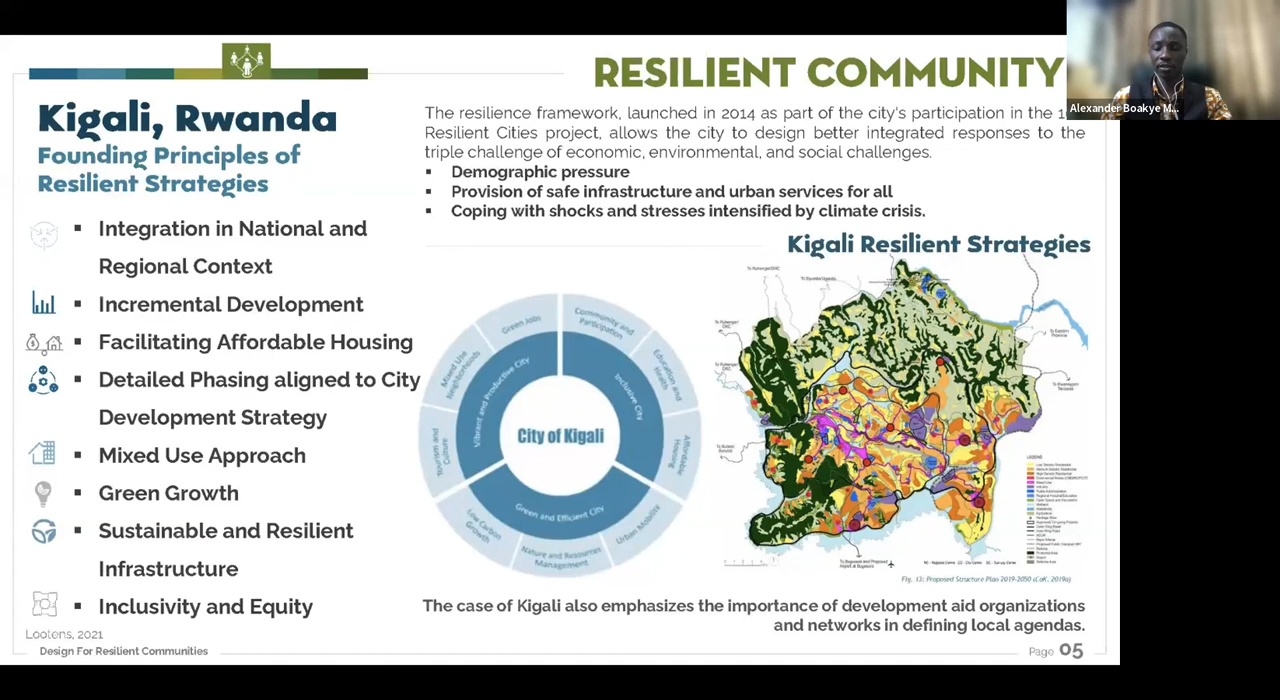 RESILIENT COMMUNITY
Alexander Boakye M...
Kigali, Rwanda
Founding Principles of
Resilient Strategies
Integration in National and
Regional Context
Incremental Development
Facilitating Affordable Housing
Detailed Phasing aligned to City
Development Strategy
Mixed Use Approach
Green Growth
Sustainable and Resilient
Infrastructure
Inclusivity and Equity
Lootens, 2021
Design For Resilient Communities
The resilience framework, launched in 2014 as part of the city's participation in the
Resilient Cities project, allows the city to design better integrated responses to the
triple challenge of economic, environmental, and social challenges.
Demographic pressure
Provision of safe infrastructure and urban services for all
Coping with shocks and stresses intensified by climate crisis.
Kigali Resilient Strategies
City of Kigali
Vibrant and Productive City
Inclusive City
Green and Efficient City
Green Jobs
Community and
Participation
Education and
Health
Affordable
Housing
Urban Mobility
Nature and Resources
Management
Low Carbon
Growth
Tourism and
Culture
Mixed Use
Neighborhoods
LEGEND
Fig. 13: Proposed Structure Plan 2019-2050 (CoK, 2019a)
The case of Kigali also emphasizes the importance of development aid organizations
and networks in defining local agendas.
Page 05